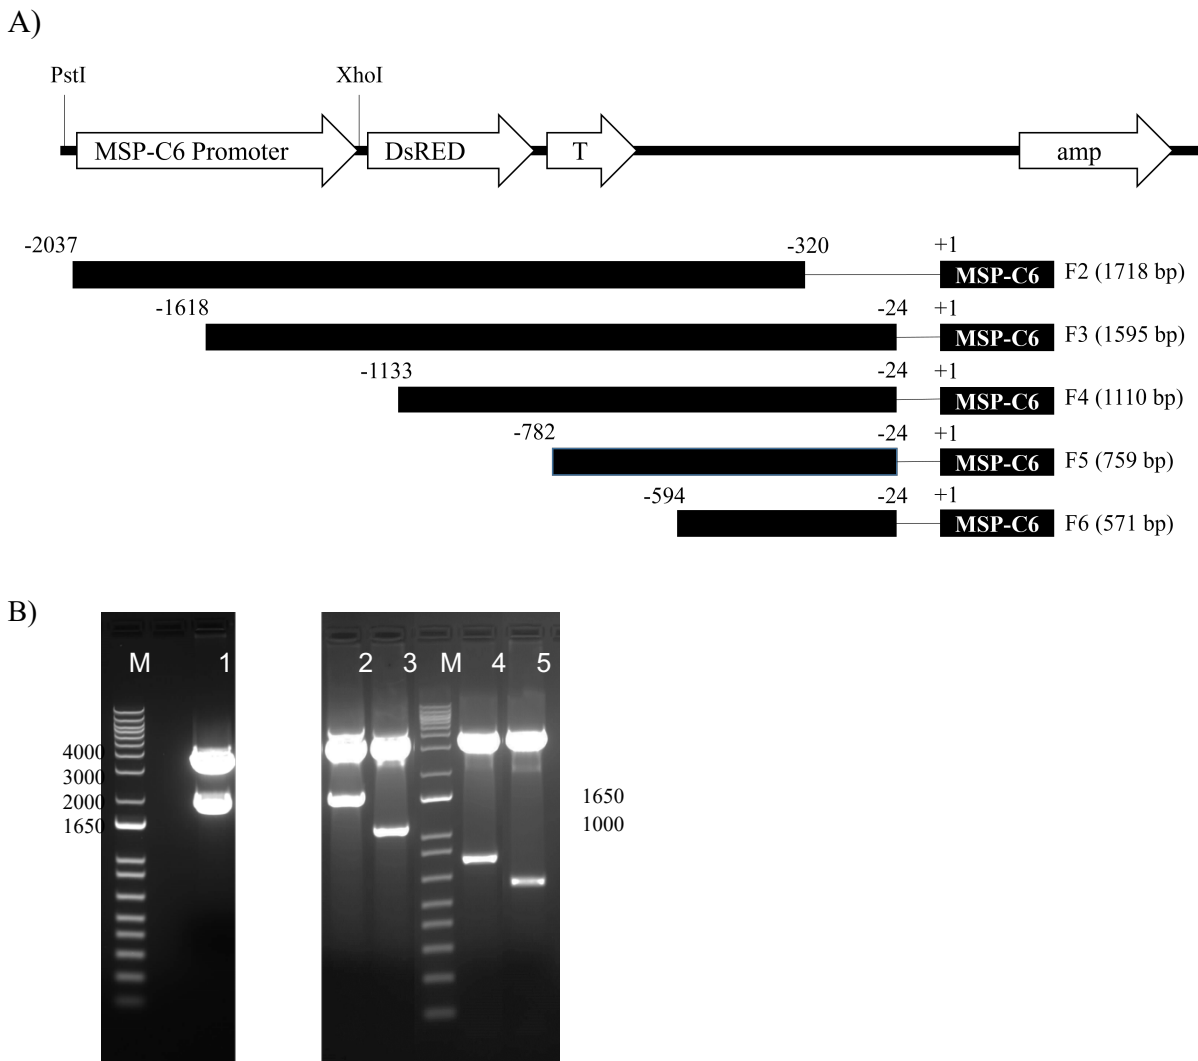 A)
PstI XhoI
MSP-C6 Promoter DsRED T amp
-2037 -320 +1
MSP-C6 F2 (1718 bp)
-1618 -24 +1
MSP-C6 F3 (1595 bp)
-1133 -24 +1
MSP-C6 F4 (1110 bp)
-782 -24 +1
MSP-C6 F5 (759 bp)
-594 -24 +1
MSP-C6 F6 (571 bp)
B)
M 1 2 3 M 4 5
4000
3000
2000 1650
1650 1000